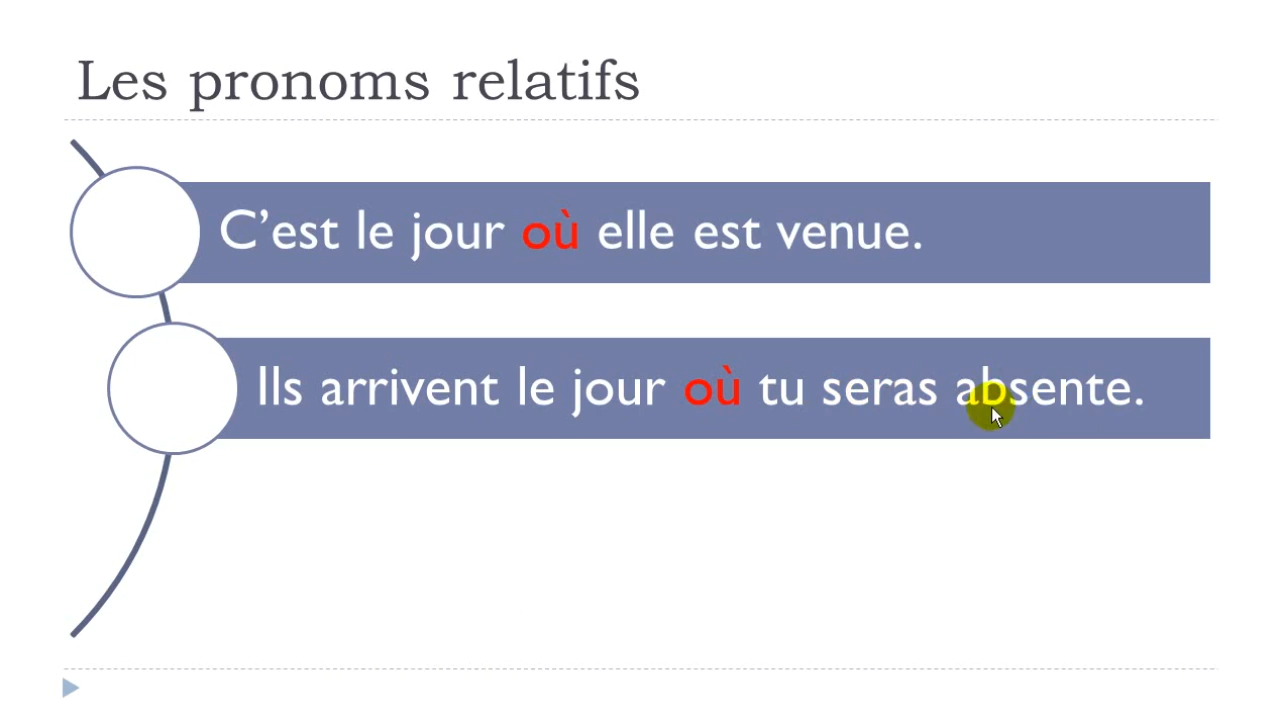 Les pronoms relatifs
C’est le jour où elle est venue.
Ils arrivent le jour où tu seras absente.